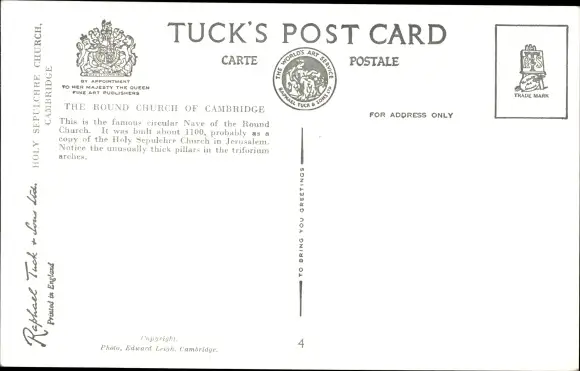 TUCK'S POST CARD
CARTE POSTALE
THE WORLD'S ART SERVICE
RAPHAEL TUCK & SONS LTD
BY APPOINTMENT
TO HER MAJESTY THE QUEEN
FINE ART PUBLISHERS
TRADE MARK
FOR ADDRESS ONLY
HOLY SEPULCHRE CHURCH,
CAMBRIDGE
THE ROUND CHURCH OF CAMBRIDGE
This is the famous circular Nave of the Round
Church. It was built about 1100, probably as a
copy of the Holy Sepulchre Church in Jerusalem.
Notice the unusually thick pillars in the triforium
arches.
TO BRING YOU GREETINGS
Raphael Tuck & Sons Ltd.
Printed in England
Copyright.
Photo, Edward Leigh, Cambridge.
4